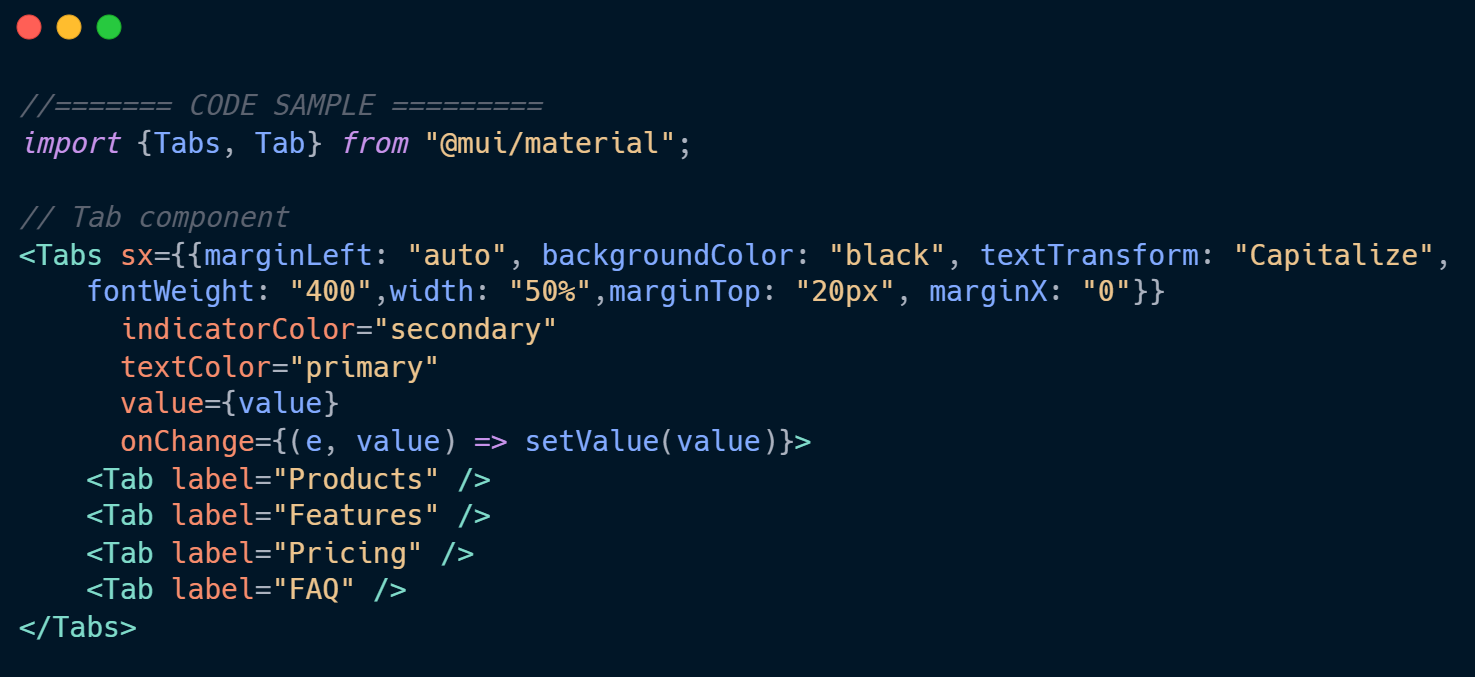 //======= CODE SAMPLE =========
import {Tabs, Tab} from "@mui/material";
// Tab component
<Tabs sx={{marginLeft: "auto", backgroundColor: "black", textTransform: "Capitalize",
fontWeight: "400",width: "50%",marginTop: "20px", marginX: "0"}}
indicatorColor="secondary"
textColor="primary"
value={value}
onChange={(e, value) => setValue(value)}>
<Tab label="Products" />
<Tab label="Features" />
<Tab label="Pricing" />
<Tab label="FAQ" />
</Tabs>